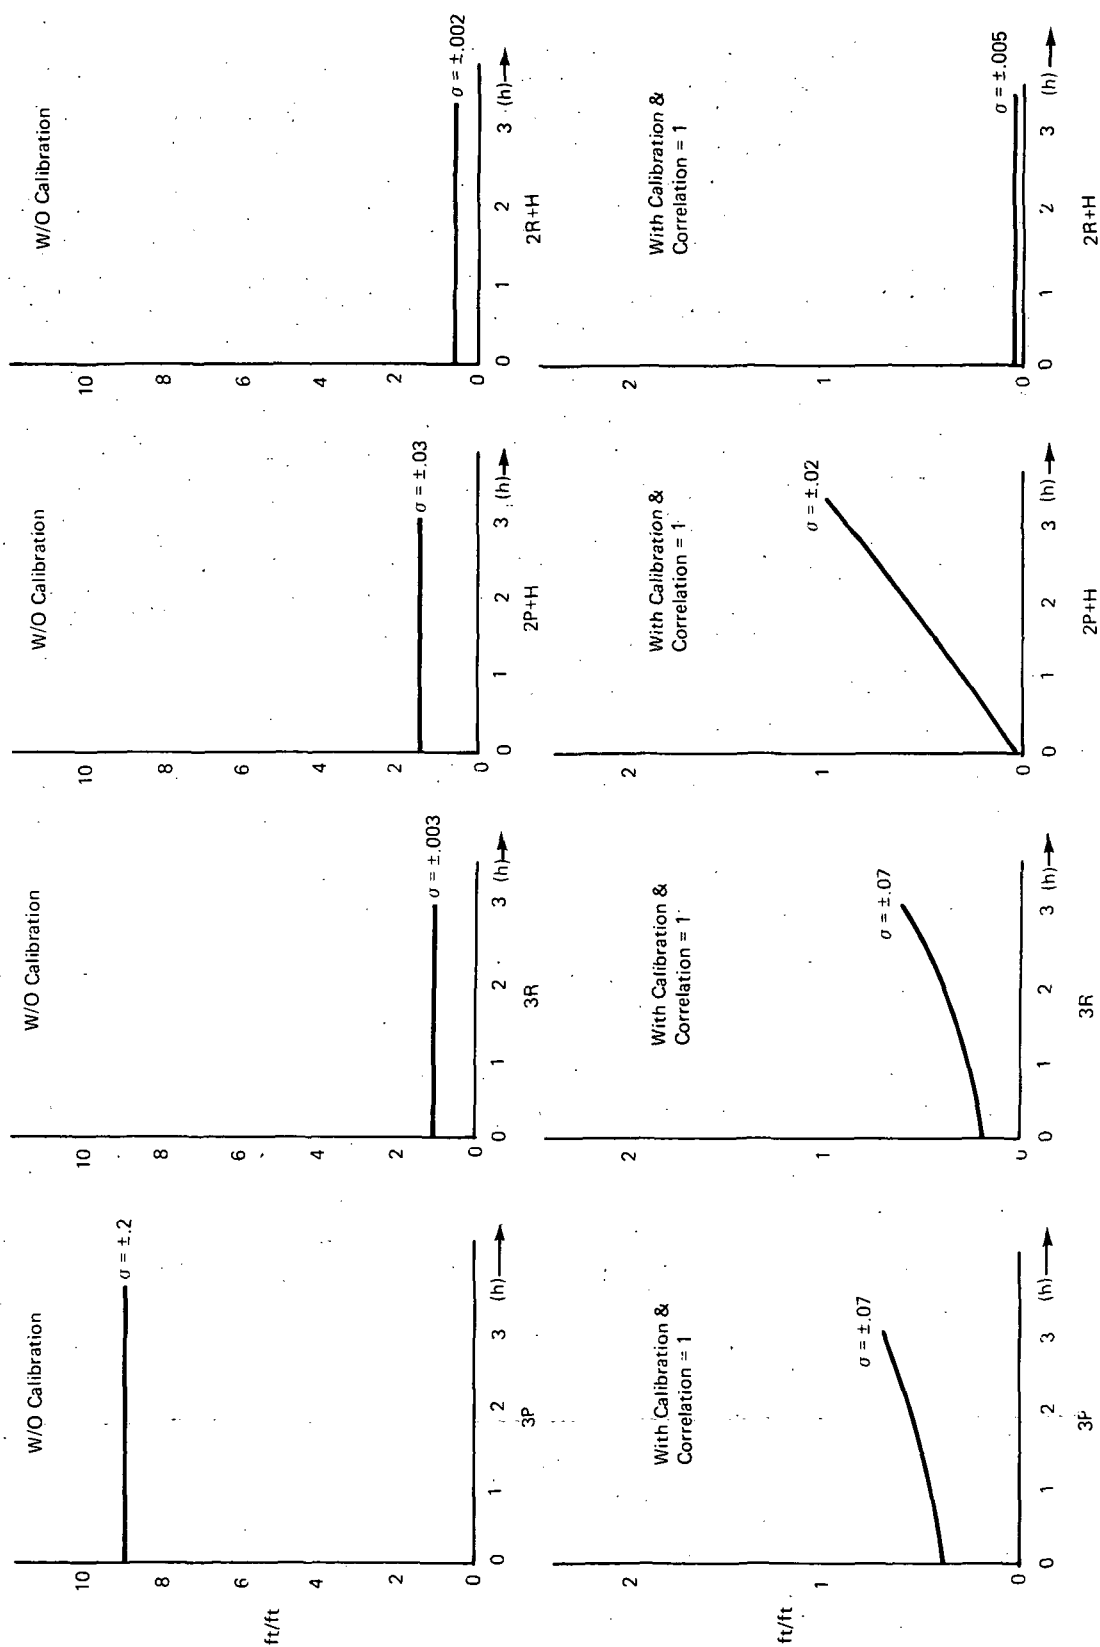 W/O Calibration
10
8
6
4
2
0
ft/ft
σ = ±.2
0 1 2 3 (h)
3P
W/O Calibration
10
8
6
4
2
0
σ = ±.003
0 1 2 3 (h)
3R
W/O Calibration
10
8
6
4
2
0
σ = ±.03
0 1 2 3 (h)
2P+H
W/O Calibration
10
8
6
4
2
0
σ = ±.002
0 1 2 3 (h)
2R+H
With Calibration &
Correlation = 1
2
1
0
ft/ft
σ = ±.07
0 1 2 3 (h)
3P
With Calibration &
Correlation = 1
2
1
0
σ = ±.07
0 1 2 3 (h)
3R
With Calibration &
Correlation = 1
2
1
0
σ = ±.02
0 1 2 3 (h)
2P+H
With Calibration &
Correlation = 1
2
1
0
σ = ±.005
0 1 2 3 (h)
2R+H